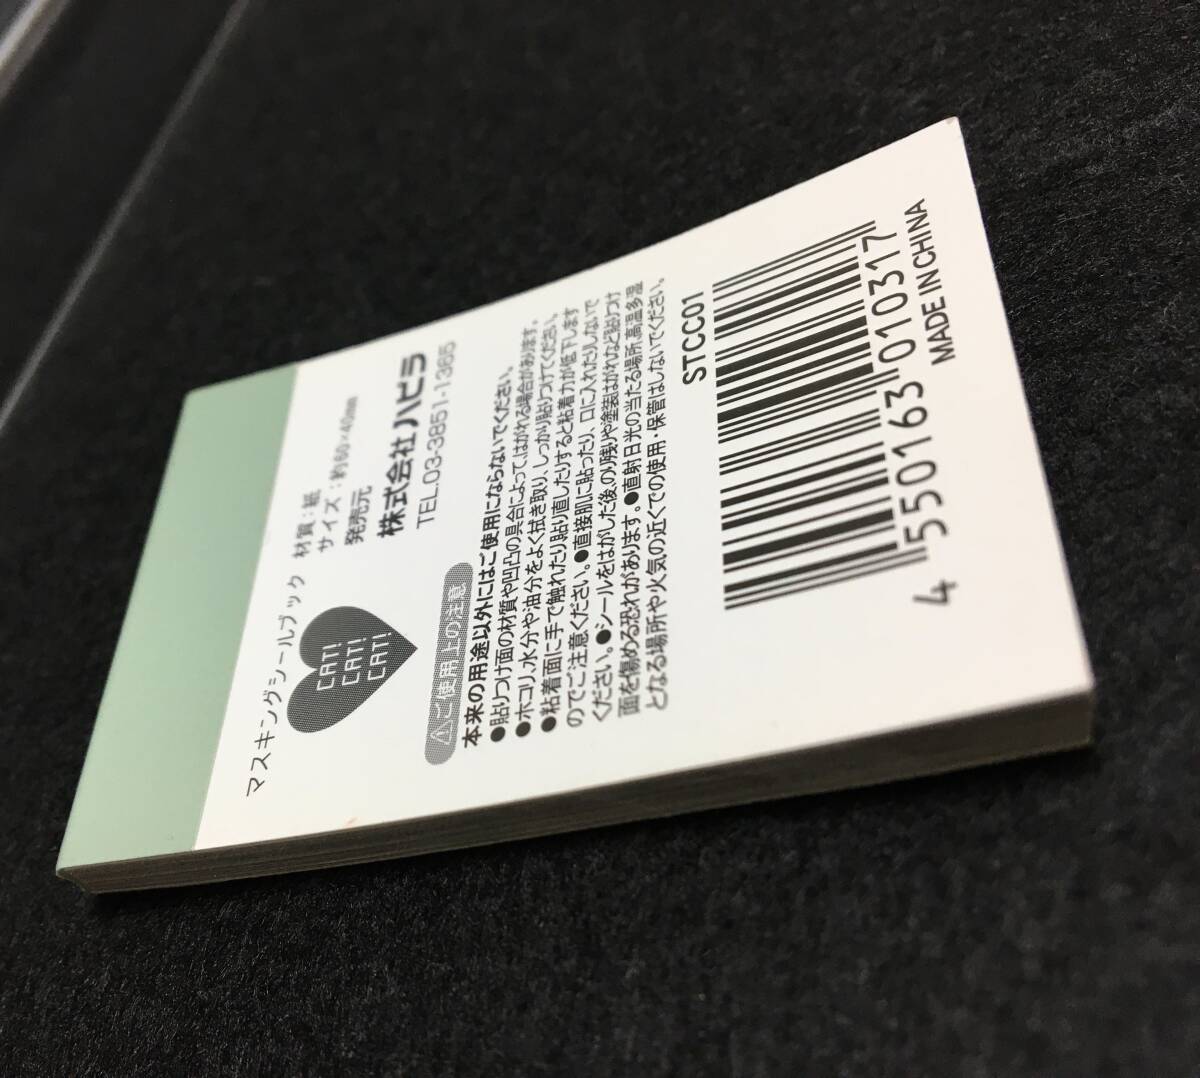 マスキングシールブック
CAT!
CAT!
CAT!
材質:紙
サイズ:約60×40mm
発売元
株式会社ハピラ
TEL.03-3851-1365
⚠ご使用上の注意
本来の用途以外にはご使用にならないでください。
●貼りつけ面の材質や凹凸の具合によって、はがれる場合があります。
●ホコリ、水分や油分をよく拭き取り、しっかり貼りつけてください。
●粘着面に手で触れたり貼り直したりすると粘着力が低下します
のでご注意ください。●直接肌に貼ったり、口に入れたりしないで
ください。●シールをはがした後、のり残りや塗装はがれなど貼りつけ
面を傷める恐れがあります。●直射日光の当たる場所、高温多湿
となる場所や火気の近くでの使用・保管はしないでください。
STCC01
4 550163 010317
MADE IN CHINA